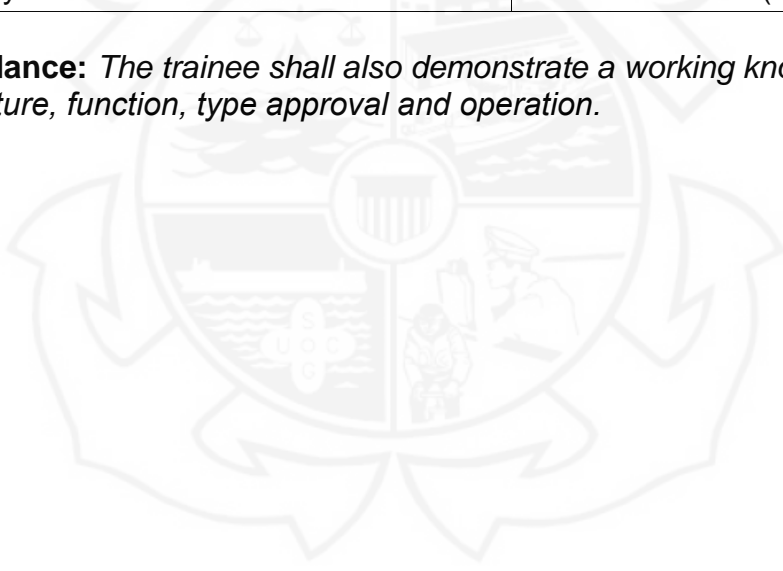 lance: The trainee shall also demonstrate a working kno
ture, function, type approval and operation.
S
U O C
G